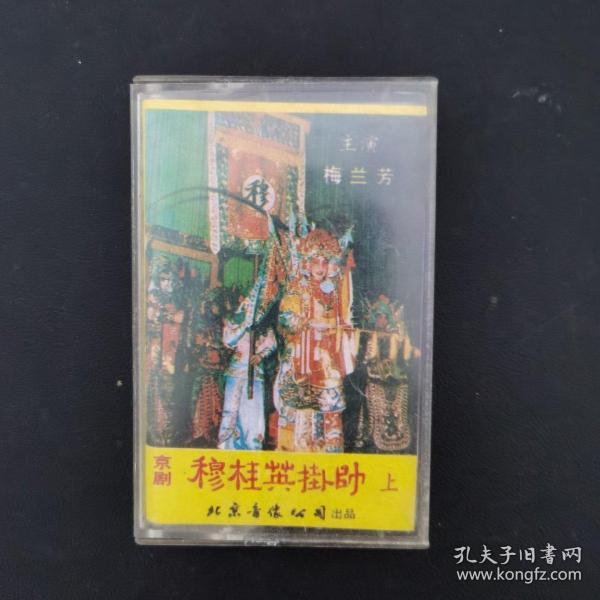 穆
主演
梅兰芳
京剧 穆桂英掛帅 上
北京音像公司出品
孔夫子旧书网
www.kongfz.com